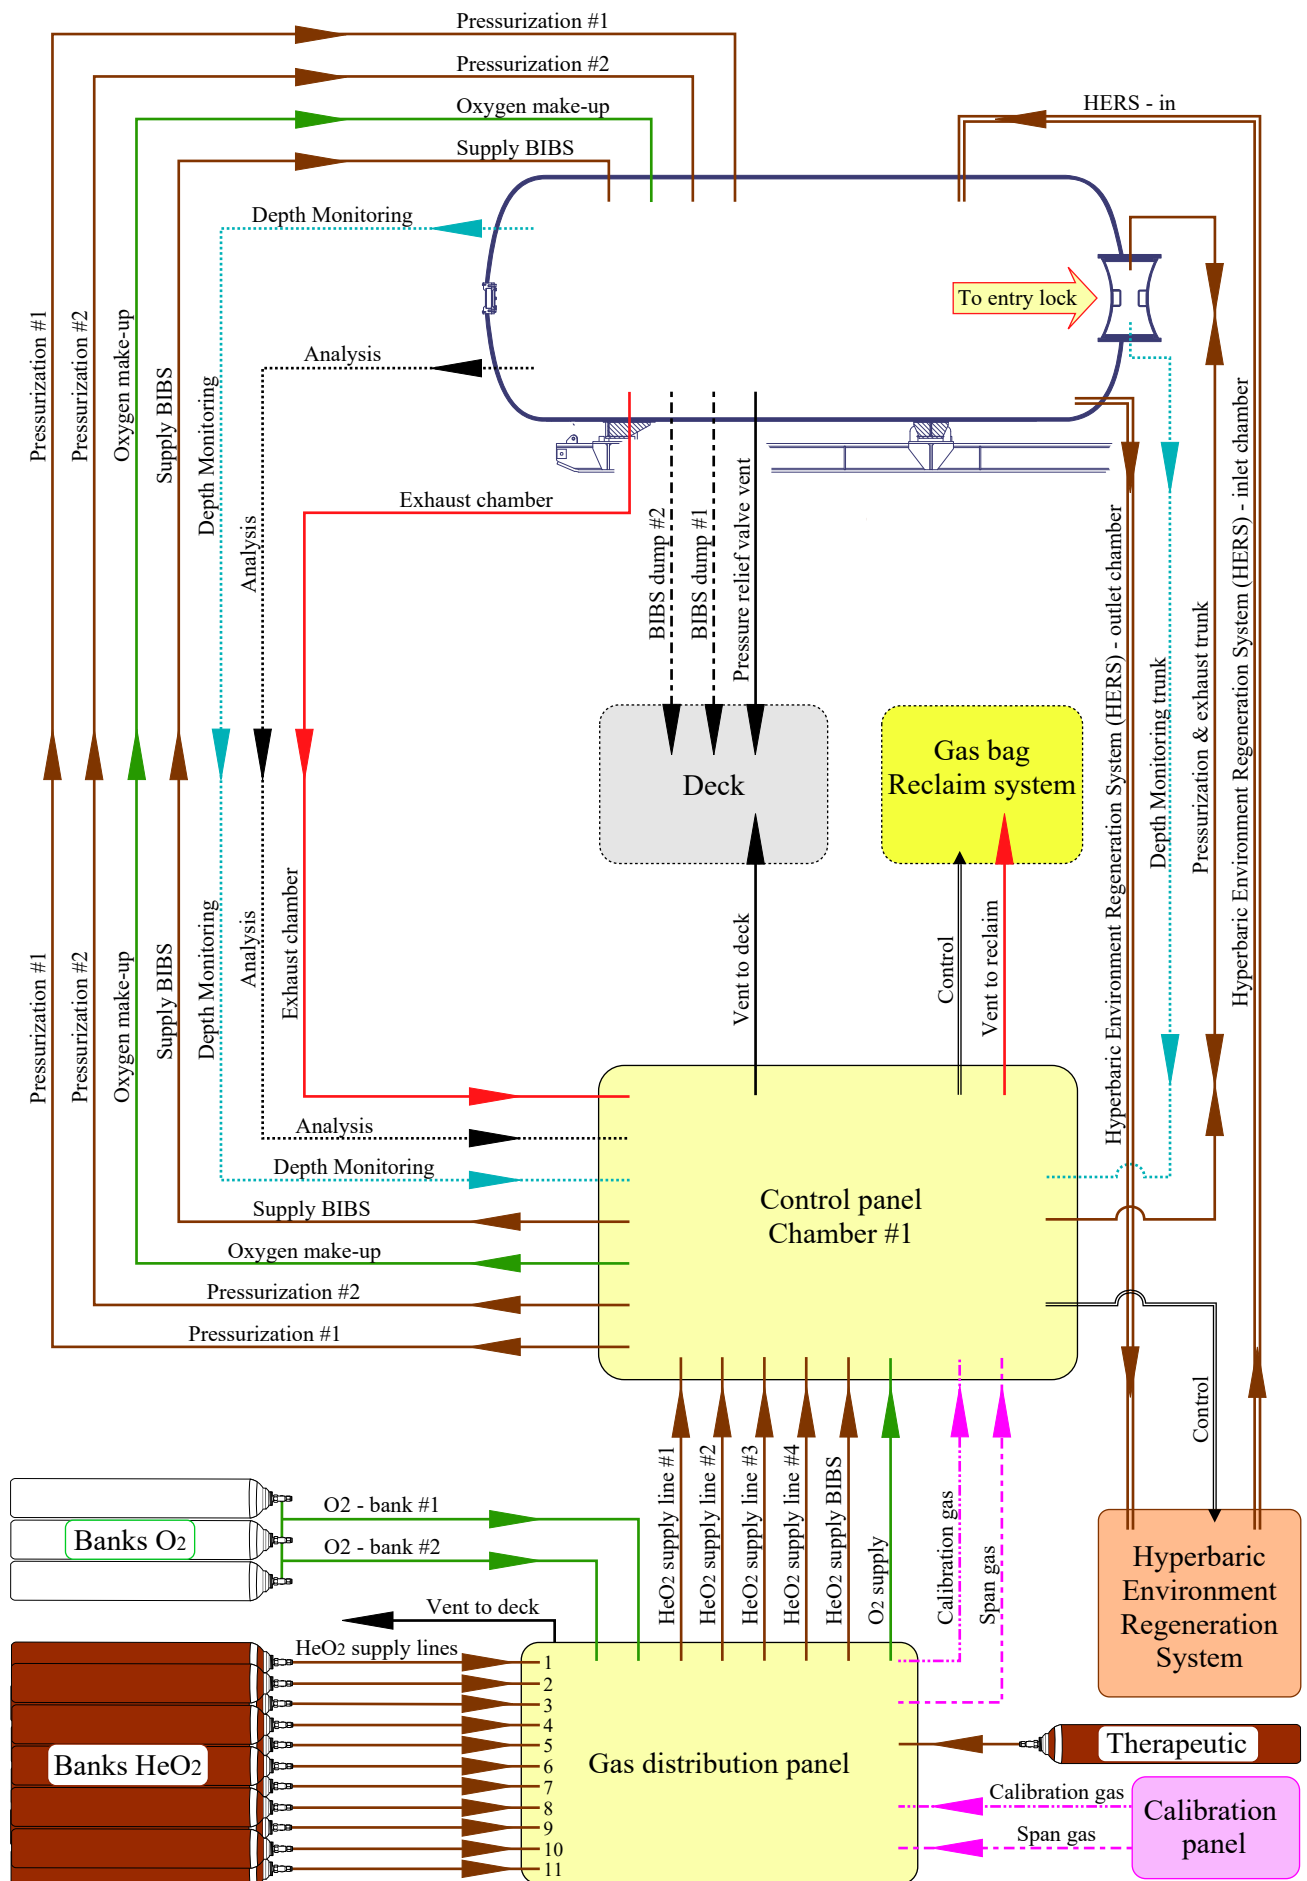 Pressurization #1
Pressurization #2
Oxygen make-up
Supply BIBS
HERS - in
Depth Monitoring
To entry lock
Analysis
Pressurization #1
Pressurization #2
Oxygen make-up
Supply BIBS
Depth Monitoring
Analysis
Exhaust chamber
BIBS dump #2
BIBS dump #1
Pressure relief valve vent
Hyperbaric Environment Regeneration System (HERS) - outlet chamber
Depth Monitoring trunk
Pressurization & exhaust trunk
Hyperbaric Environment Regeneration System (HERS) - inlet chamber
Deck
Gas bag
Reclaim system
Pressurization #1
Pressurization #2
Oxygen make-up
Supply BIBS
Depth Monitoring
Analysis
Exhaust chamber
Vent to deck
Control
Vent to reclaim
Analysis
Depth Monitoring
Supply BIBS
Oxygen make-up
Pressurization #2
Pressurization #1
Control panel
Chamber #1
Control
HeO2 supply line #1
HeO2 supply line #2
HeO2 supply line #3
HeO2 supply line #4
HeO2 supply BIBS
O2 supply
Calibration gas
Span gas
O2 - bank #1
Banks O2
O2 - bank #2
Vent to deck
HeO2 supply lines
Hyperbaric
Environment
Regeneration
System
1
2
3
4
5
6
7
8
9
10
11
Banks HeO2
Gas distribution panel
Therapeutic
Calibration gas
Span gas
Calibration
panel